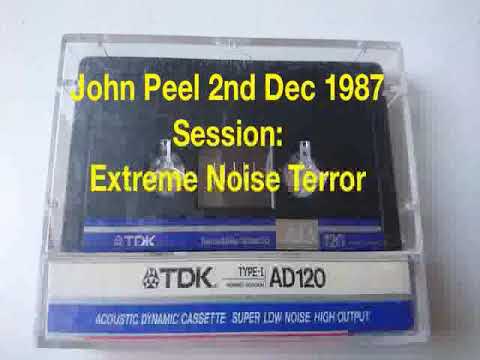 John Peel 2nd Dec 1987
Session:
Extreme Noise Terror
TDK
AD
120
TDK
TYPE-I
AD120
ACOUSTIC DYNAMIC CASSETTE SUPER LOW NOISE HIGH OUTPUT